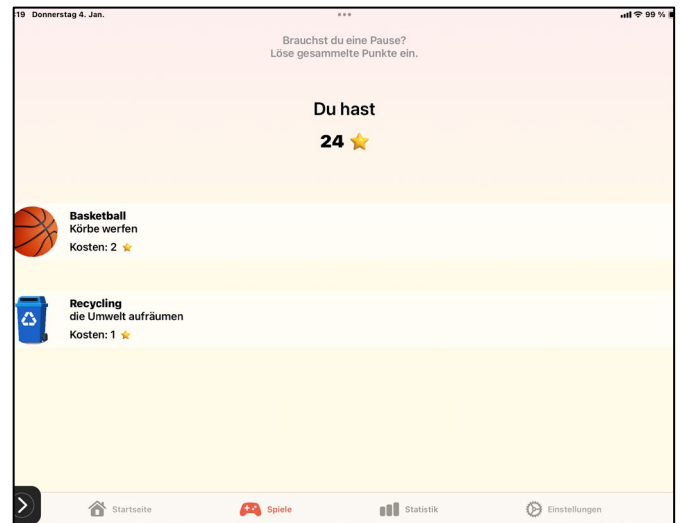 :19 Donnerstag 4. Jan.
99 %
Brauchst du eine Pause?
Löse gesammelte Punkte ein.
Du hast
24
Basketball
Körbe werfen
Kosten: 2
Recycling
die Umwelt aufräumen
Kosten: 1
Startseite
Spiele
Statistik
Einstellungen